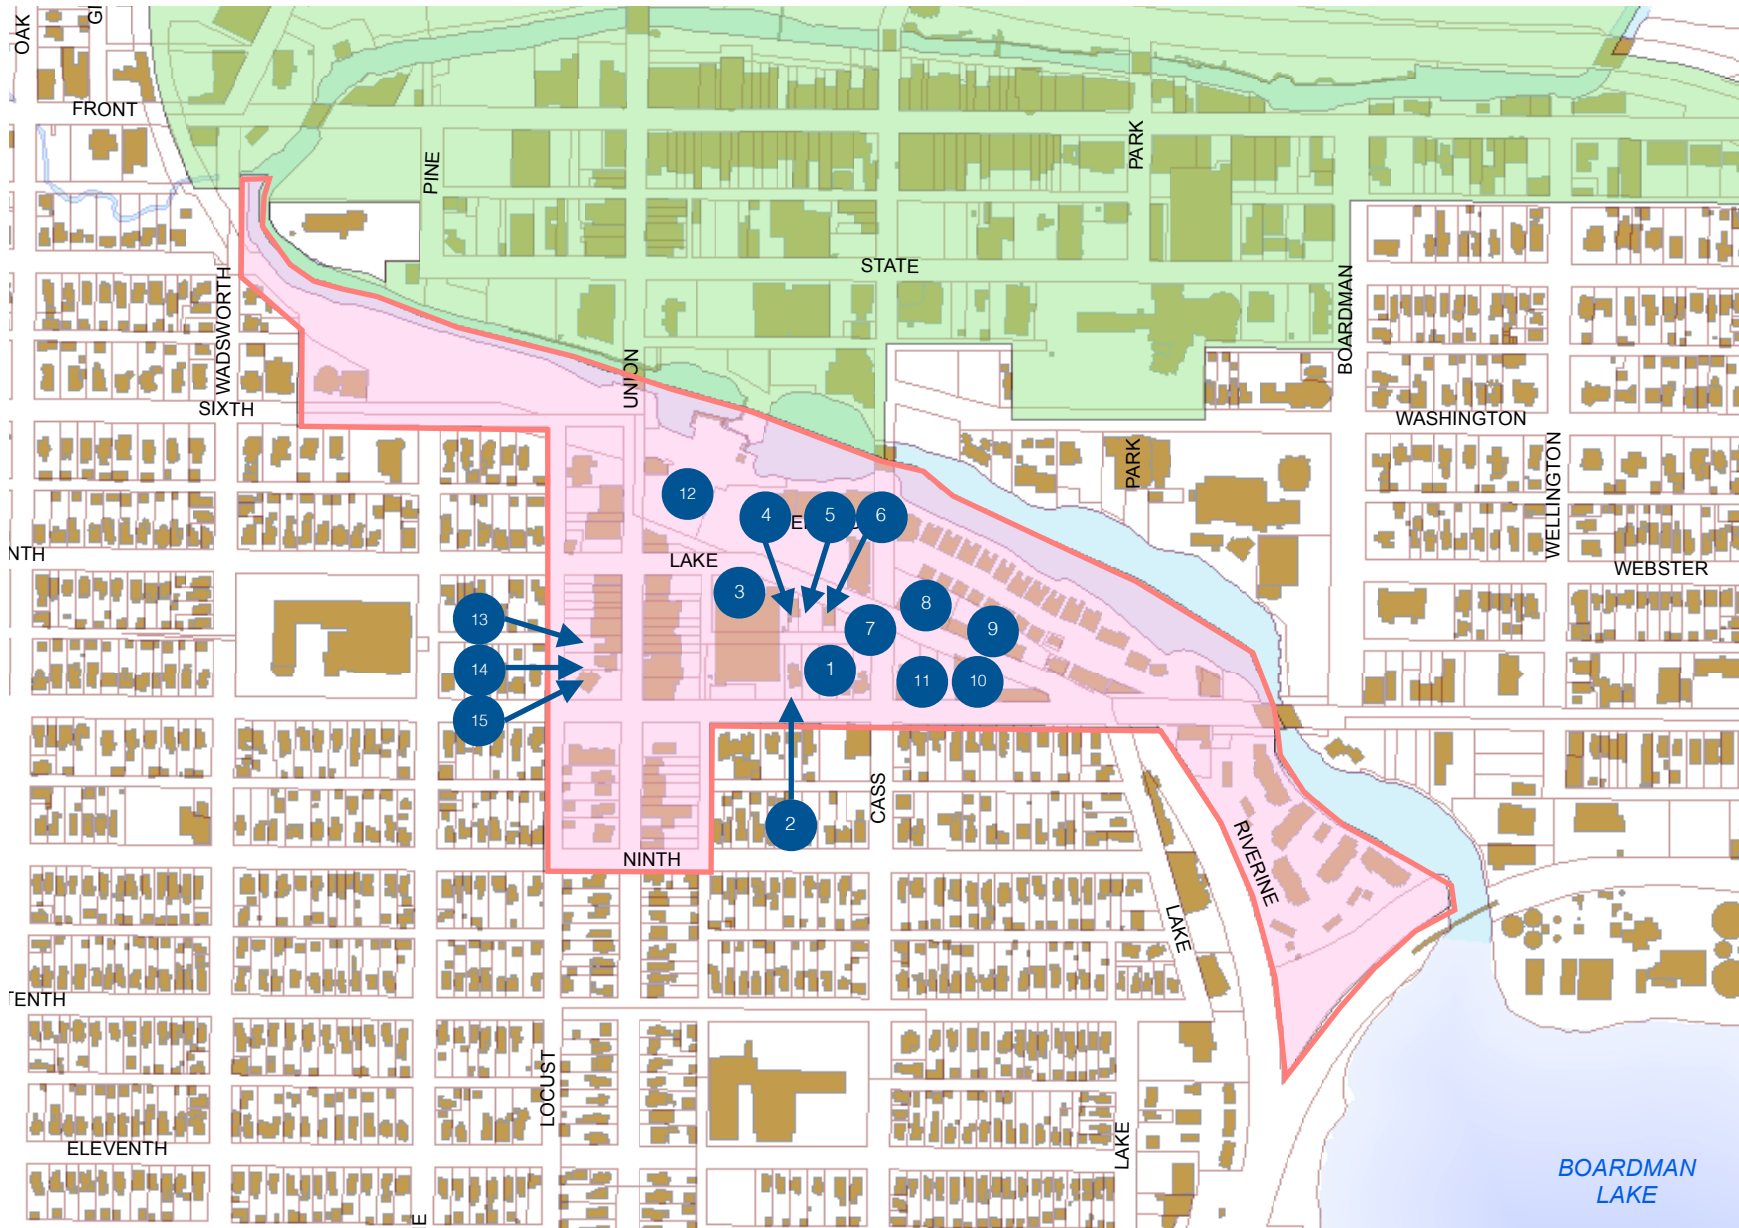 OAK
GI
FRONT
PINE
PARK
STATE
WADSWORTH
BOARDMAN
UNION
SIXTH
WASHINGTON
PARK
WELLINGTON
12
4
5
6
NTH
LAKE
WEBSTER
3
8
13
7
9
14
1
11
10
15
CASS
2
NINTH
RIVERINE
LAKE
TENTH
LOCUST
LAKE
ELEVENTH
BOARDMAN
LAKE
E